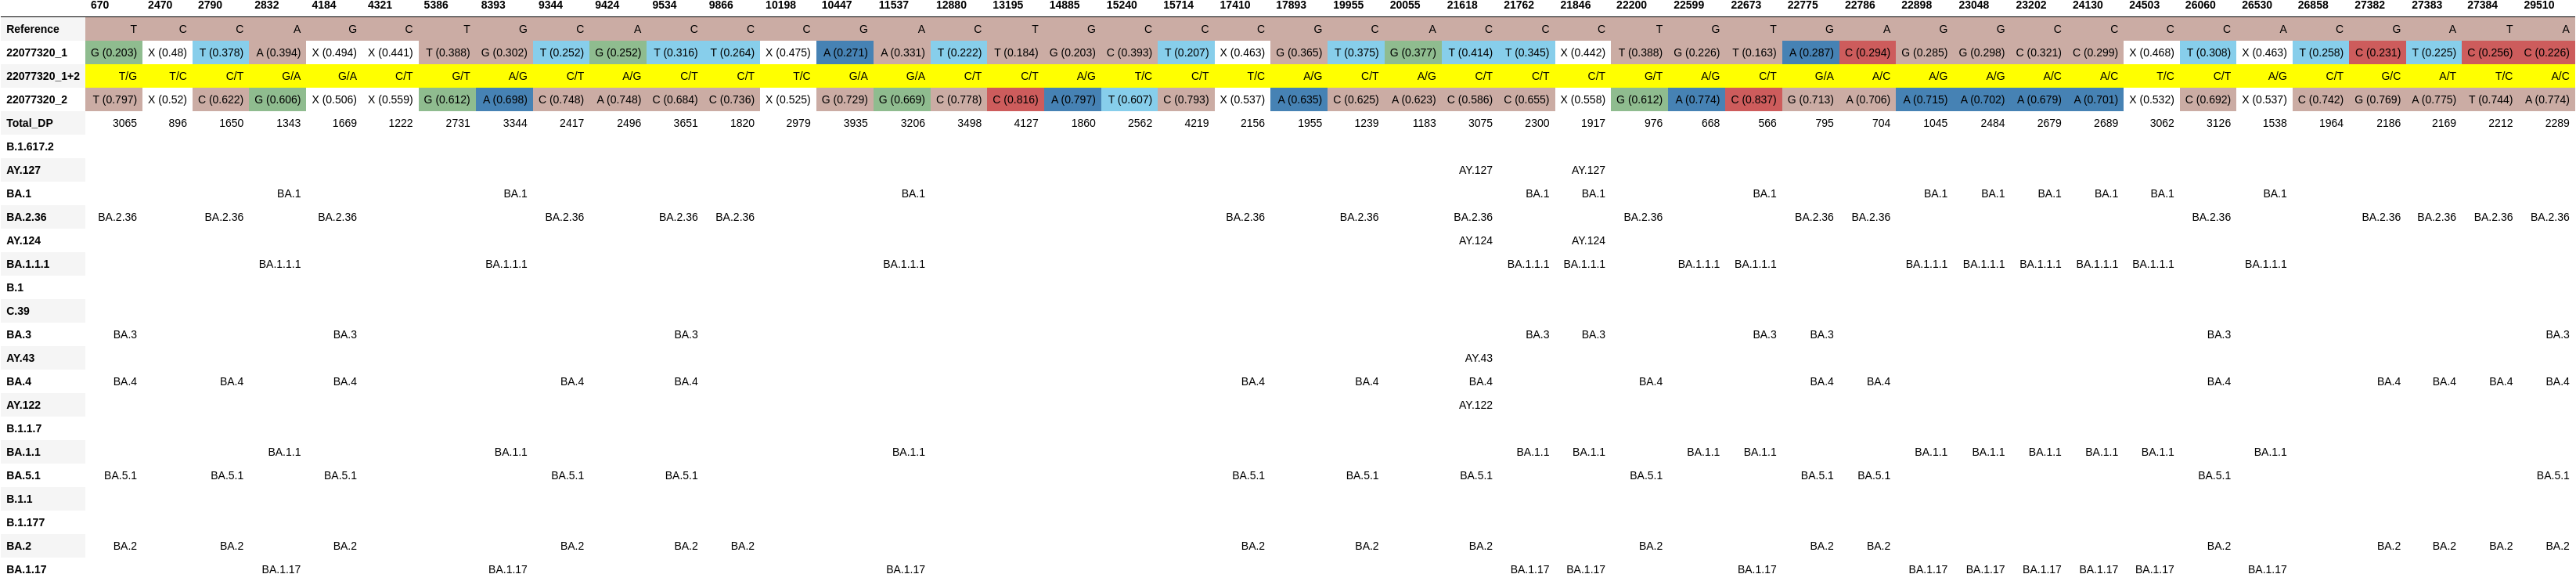 670 2470 2790 2832 4184 4321 5386 8393 9344 9424 9534 9866 10198 10447 11537 12880 13195 14885 15240 15714 17410 17893 19955 20055 21618 21762 21846 22200 22599 22673 22775 22786 22898 23048 23202 24130 24503 26060 26530 26858 27382 27383 27384 29510
Reference T C C A G C T G C A C C C G A C T G C C C G C A C C C T G T G A G G C C C C A C G A T A
22077320_1 G (0.203) X (0.48) T (0.378) A (0.394) X (0.494) X (0.441) T (0.388) G (0.302) T (0.252) G (0.252) T (0.316) T (0.264) X (0.475) A (0.271) A (0.331) T (0.222) T (0.184) G (0.203) C (0.393) T (0.207) X (0.463) G (0.365) T (0.375) G (0.377) T (0.414) T (0.345) X (0.442) T (0.388) G (0.226) T (0.163) A (0.287) C (0.294) G (0.285) G (0.298) C (0.321) C (0.299) X (0.468) T (0.308) X (0.463) T (0.258) C (0.231) T (0.225) C (0.256) C (0.226)
22077320_1+2 T/G T/C C/T G/A G/A C/T G/T A/G C/T A/G C/T C/T T/C G/A G/A C/T C/T A/G T/C C/T T/C A/G C/T A/G C/T C/T C/T G/T A/G C/T G/A A/C A/G A/G A/C A/C T/C C/T A/G C/T G/C A/T T/C A/C
22077320_2 T (0.797) X (0.52) C (0.622) G (0.606) X (0.506) X (0.559) G (0.612) A (0.698) C (0.748) A (0.748) C (0.684) C (0.736) X (0.525) G (0.729) G (0.669) C (0.778) C (0.816) A (0.797) T (0.607) C (0.793) X (0.537) A (0.635) C (0.625) A (0.623) C (0.586) C (0.655) X (0.558) G (0.612) A (0.774) C (0.837) G (0.713) A (0.706) A (0.715) A (0.702) A (0.679) A (0.701) X (0.532) C (0.692) X (0.537) C (0.742) G (0.769) A (0.775) T (0.744) A (0.774)
Total_DP 3065 896 1650 1343 1669 1222 2731 3344 2417 2496 3651 1820 2979 3935 3206 3498 4127 1860 2562 4219 2156 1955 1239 1183 3075 2300 1917 976 668 566 795 704 1045 2484 2679 2689 3062 3126 1538 1964 2186 2169 2212 2289
B.1.617.2
AY.127 AY.127 AY.127
BA.1 BA.1 BA.1 BA.1 BA.1 BA.1 BA.1 BA.1 BA.1 BA.1 BA.1 BA.1 BA.1
BA.2.36 BA.2.36 BA.2.36 BA.2.36 BA.2.36 BA.2.36 BA.2.36 BA.2.36 BA.2.36 BA.2.36 BA.2.36 BA.2.36 BA.2.36 BA.2.36 BA.2.36 BA.2.36 BA.2.36 BA.2.36
AY.124 AY.124 AY.124
BA.1.1.1 BA.1.1.1 BA.1.1.1 BA.1.1.1 BA.1.1.1 BA.1.1.1 BA.1.1.1 BA.1.1.1 BA.1.1.1 BA.1.1.1 BA.1.1.1 BA.1.1.1 BA.1.1.1 BA.1.1.1
B.1
C.39
BA.3 BA.3 BA.3 BA.3 BA.3 BA.3 BA.3 BA.3 BA.3 BA.3
AY.43 AY.43
BA.4 BA.4 BA.4 BA.4 BA.4 BA.4 BA.4 BA.4 BA.4 BA.4 BA.4 BA.4 BA.4 BA.4 BA.4 BA.4 BA.4
AY.122 AY.122
B.1.1.7
BA.1.1 BA.1.1 BA.1.1 BA.1.1 BA.1.1 BA.1.1 BA.1.1 BA.1.1 BA.1.1 BA.1.1 BA.1.1 BA.1.1 BA.1.1 BA.1.1
BA.5.1 BA.5.1 BA.5.1 BA.5.1 BA.5.1 BA.5.1 BA.5.1 BA.5.1 BA.5.1 BA.5.1 BA.5.1 BA.5.1 BA.5.1 BA.5.1
B.1.1
B.1.177
BA.2 BA.2 BA.2 BA.2 BA.2 BA.2 BA.2 BA.2 BA.2 BA.2 BA.2 BA.2 BA.2 BA.2 BA.2 BA.2 BA.2 BA.2
BA.1.17 BA.1.17 BA.1.17 BA.1.17 BA.1.17 BA.1.17 BA.1.17 BA.1.17 BA.1.17 BA.1.17 BA.1.17 BA.1.17 BA.1.17